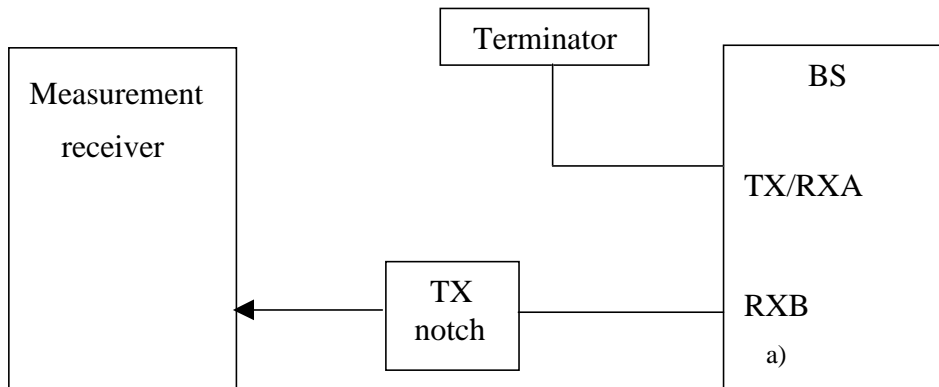 Terminator
Measurement
receiver
BS
TX/RXA
TX
notch
RXB
a)